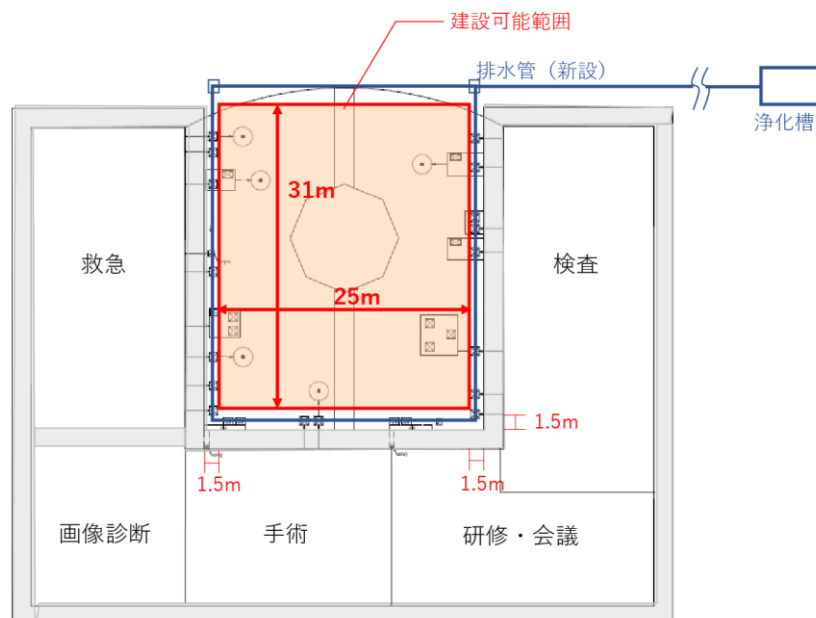 建設可能範囲
排水管（新設）
浄化槽
31m
救急
検査
25m
1.5m
1.5m
1.5m
画像診断
手術
研修・会議